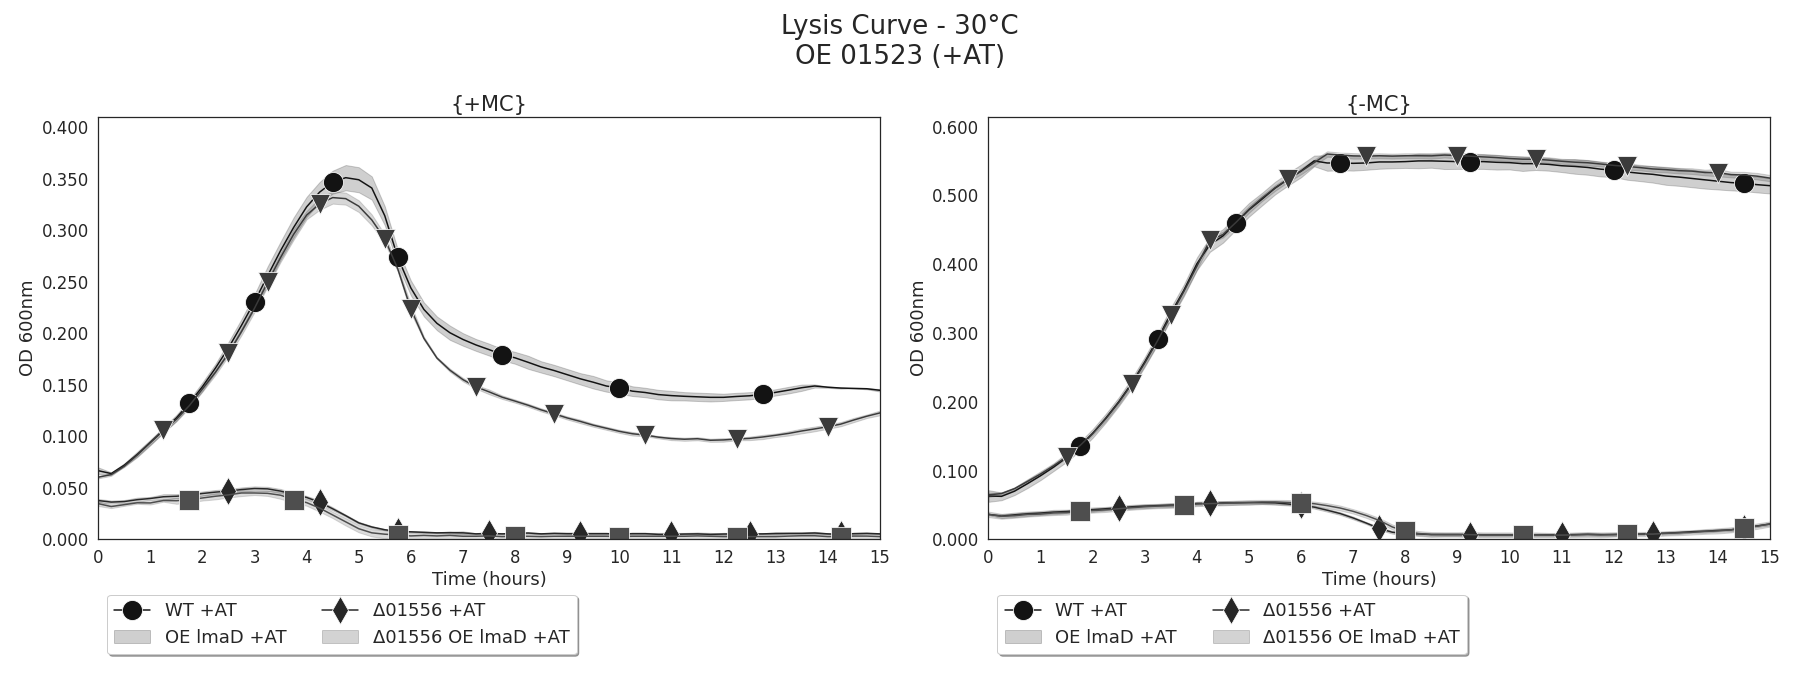 Lysis Curve - 30°C
OE 01523 (+AT)
{+MC}
0.400
0.350
0.300
0.250
0.200
0.150
0.100
0.050
0.000
OD 600nm
0 1 2 3 4 5 6 7 8 9 10 11 12 13 14 15
Time (hours)
WT +AT
OE lmaD +AT
Δ01556 +AT
Δ01556 OE lmaD +AT
{-MC}
0.600
0.500
0.400
0.300
0.200
0.100
0.000
OD 600nm
0 1 2 3 4 5 6 7 8 9 10 11 12 13 14 15
Time (hours)
WT +AT
OE lmaD +AT
Δ01556 +AT
Δ01556 OE lmaD +AT